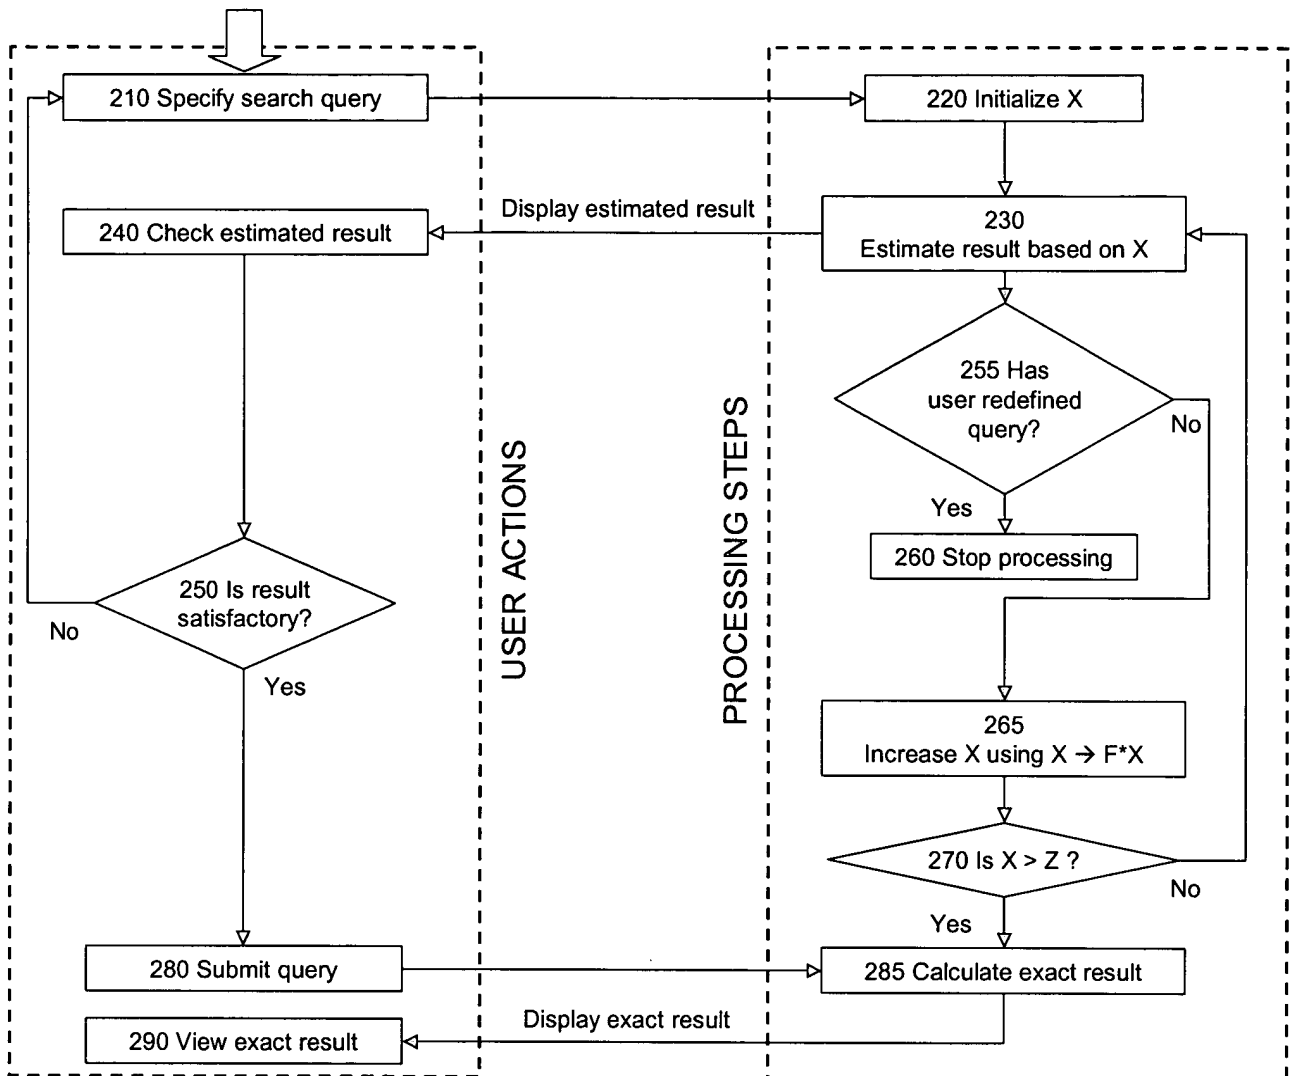 210 Specify search query
220 Initialize X
Display estimated result
240 Check estimated result
230
Estimate result based on X
255 Has
user redefined
query?
No
Yes
260 Stop processing
USER ACTIONS
PROCESSING STEPS
250 Is result
satisfactory?
No
Yes
265
Increase X using X → F*X
270 Is X > Z ?
No
Yes
280 Submit query
285 Calculate exact result
Display exact result
290 View exact result